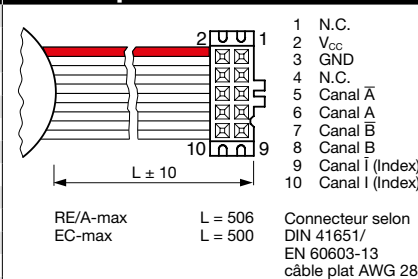 2
1
10
9
L ± 10
1 N.C.
2 VCC
3 GND
4 N.C.
5 Canal A̅
6 Canal A
7 Canal B̅
8 Canal B
9 Canal I̅ (Index)
10 Canal I (Index)
RE/A-max L = 506
EC-max L = 500
Connecteur selon
DIN 41651/
EN 60603-13
câble plat AWG 28